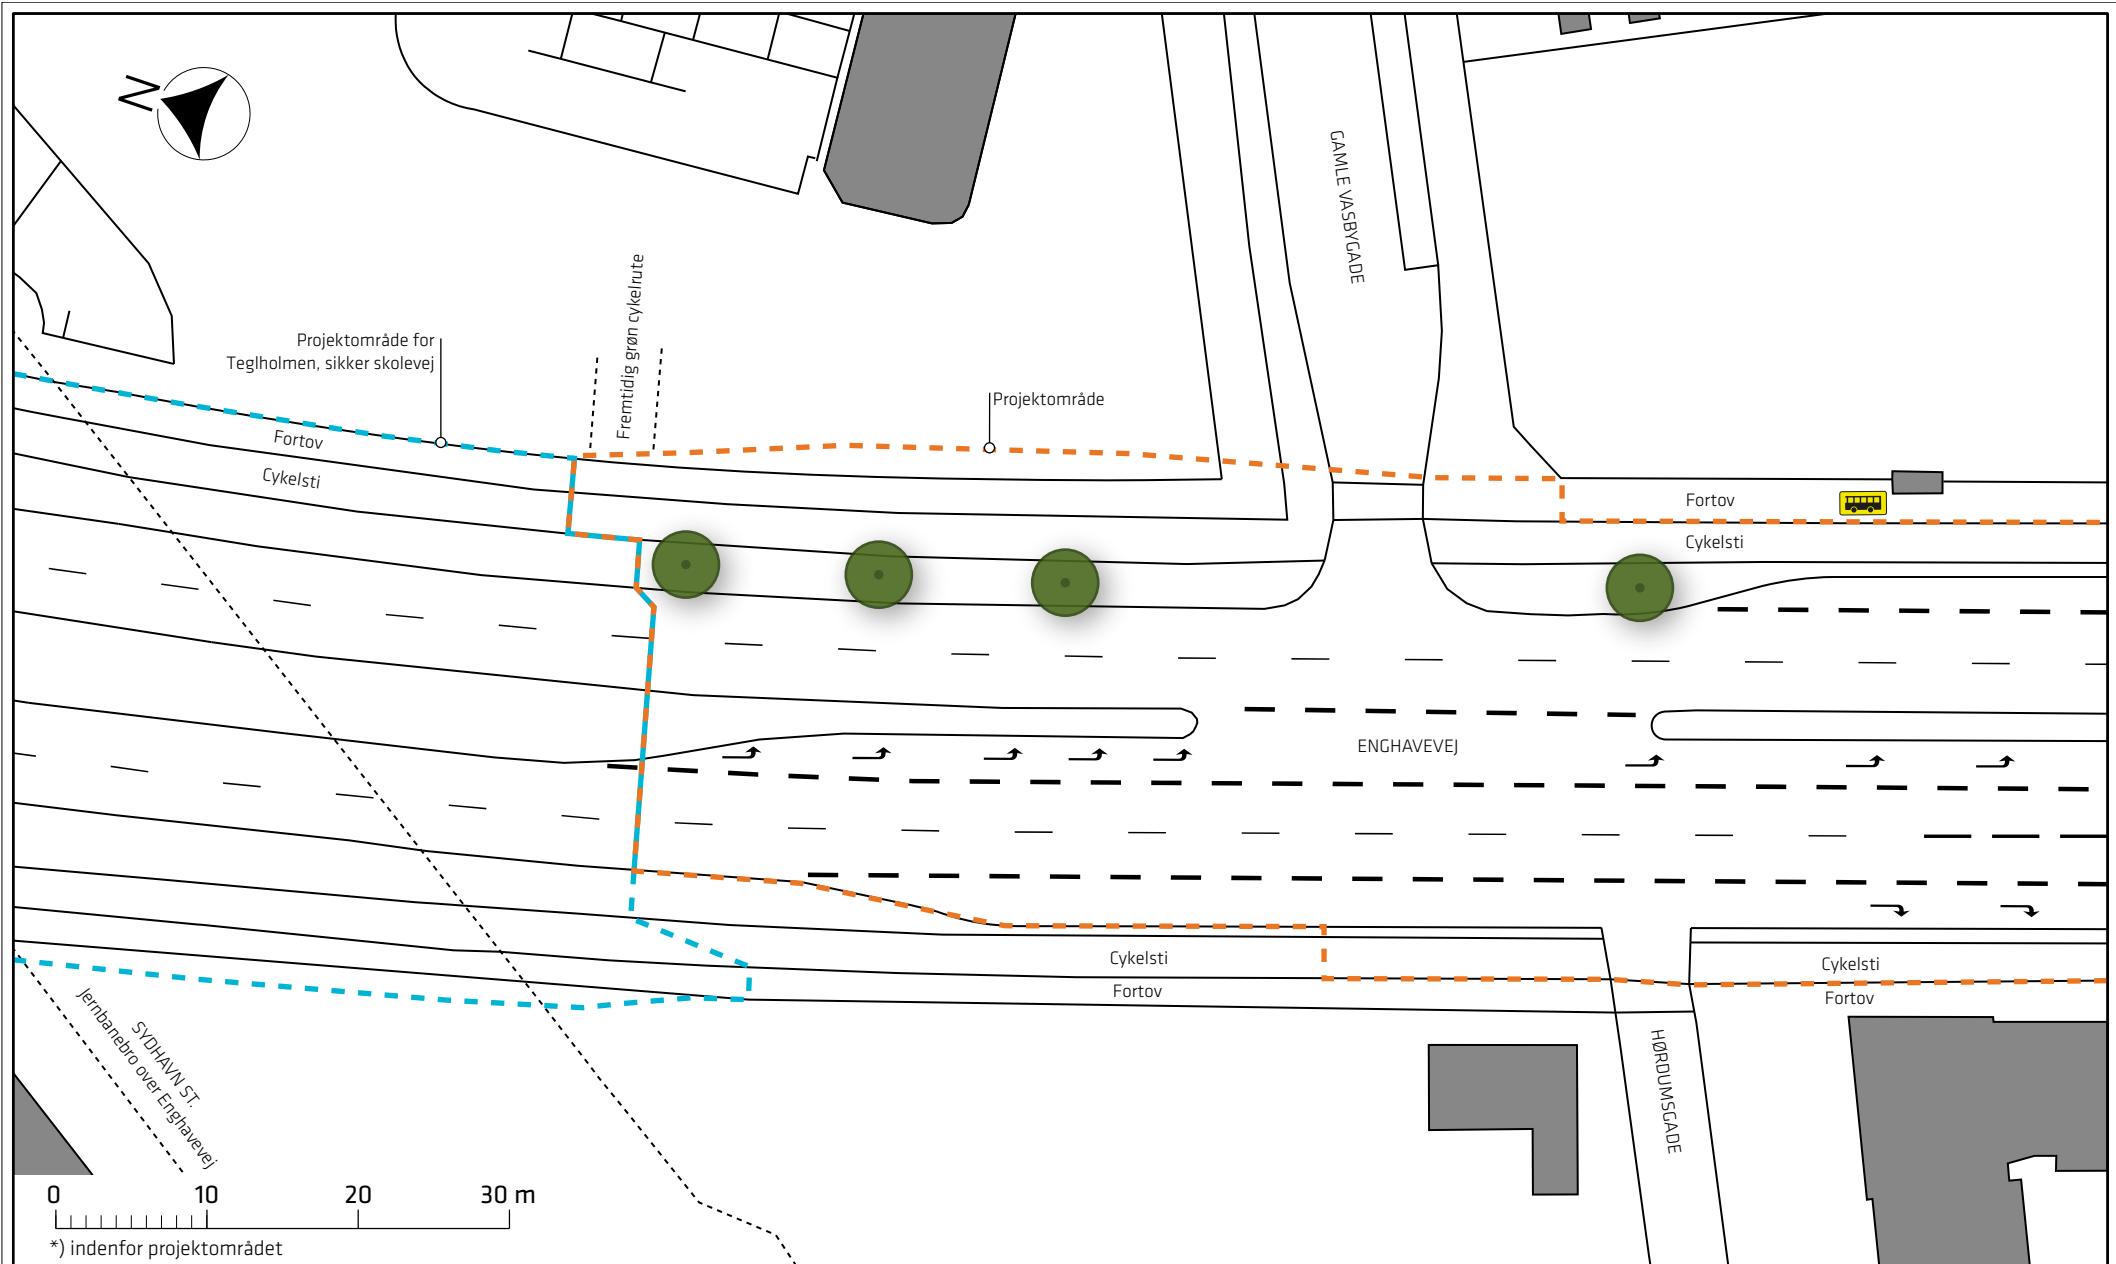 N
GAMLE VASBYGADE
Fremtidig grøn cykelrute
Projektområde for
Teglholmen, sikker skolevej
Projektområde
Fortov
Cykelsti
Fortov
Cykelsti
ENGHAVEVEJ
Cykelsti
Fortov
Cykelsti
Fortov
SYDHAVN ST.
Jernbanebro over Enghavevej
HØRDUMSGADE
0 10 20 30 m
*) indenfor projektområdet